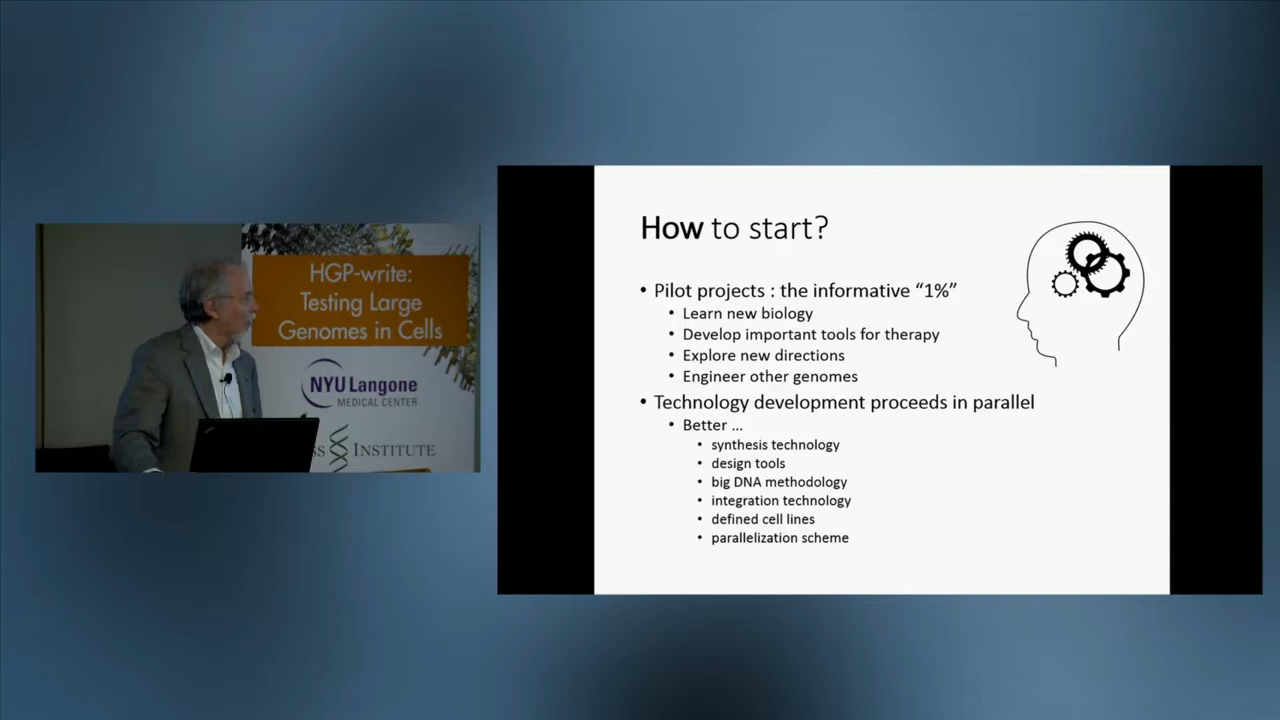 HGP-write:
Testing Large
Genomes in Cells
NYU Langone
MEDICAL CENTER
INSTITUTE
How to start?
• Pilot projects : the informative “1%”
• Learn new biology
• Develop important tools for therapy
• Explore new directions
• Engineer other genomes
• Technology development proceeds in parallel
• Better ...
• synthesis technology
• design tools
• big DNA methodology
• integration technology
• defined cell lines
• parallelization scheme